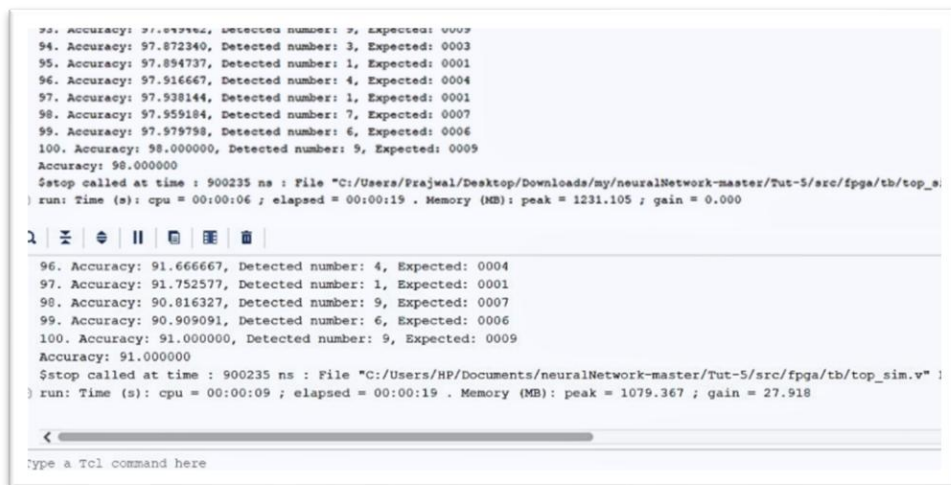 93. Accuracy: 97.849462, Detected number: 9, Expected: 0009
94. Accuracy: 97.872340, Detected number: 3, Expected: 0003
95. Accuracy: 97.894737, Detected number: 1, Expected: 0001
96. Accuracy: 97.916667, Detected number: 4, Expected: 0004
97. Accuracy: 97.938144, Detected number: 1, Expected: 0001
98. Accuracy: 97.959184, Detected number: 7, Expected: 0007
99. Accuracy: 97.979798, Detected number: 6, Expected: 0006
100. Accuracy: 98.000000, Detected number: 9, Expected: 0009
Accuracy: 98.000000
$stop called at time : 900235 ns : File "C:/Users/Prajwal/Desktop/Downloads/my/neuralNetwork-master/Tut-5/src/fpga/tb/top_s
run: Time (s): cpu = 00:00:06 ; elapsed = 00:00:19 . Memory (MB): peak = 1231.105 ; gain = 0.000
96. Accuracy: 91.666667, Detected number: 4, Expected: 0004
97. Accuracy: 91.752577, Detected number: 1, Expected: 0001
98. Accuracy: 90.816327, Detected number: 9, Expected: 0007
99. Accuracy: 90.909091, Detected number: 6, Expected: 0006
100. Accuracy: 91.000000, Detected number: 9, Expected: 0009
Accuracy: 91.000000
$stop called at time : 900235 ns : File "C:/Users/HP/Documents/neuralNetwork-master/Tut-5/src/fpga/tb/top_sim.v"
run: Time (s): cpu = 00:00:09 ; elapsed = 00:00:19 . Memory (MB): peak = 1079.367 ; gain = 27.918
Type a Tcl command here